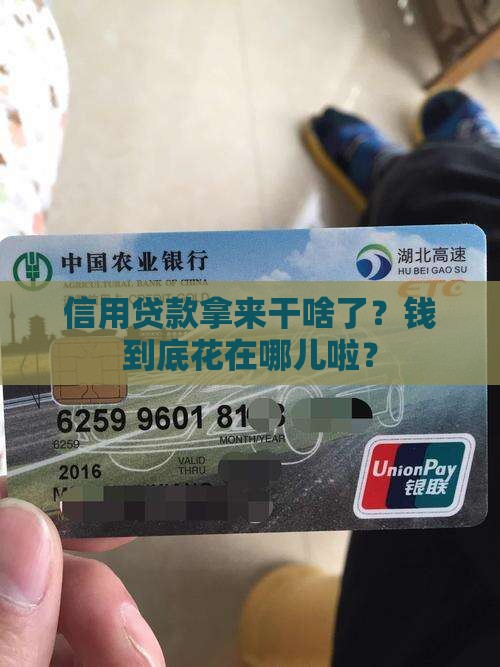 中国农业银行
AGRICULTURAL BANK OF CHINA
湖北高速
HU BEI GAO SU
ETC
信用贷款拿来干啥了？钱
到底花在哪儿啦？
6259 9601 81
6259
MONTH/YEAR
2016
VALID
THRU
UnionPay
银联